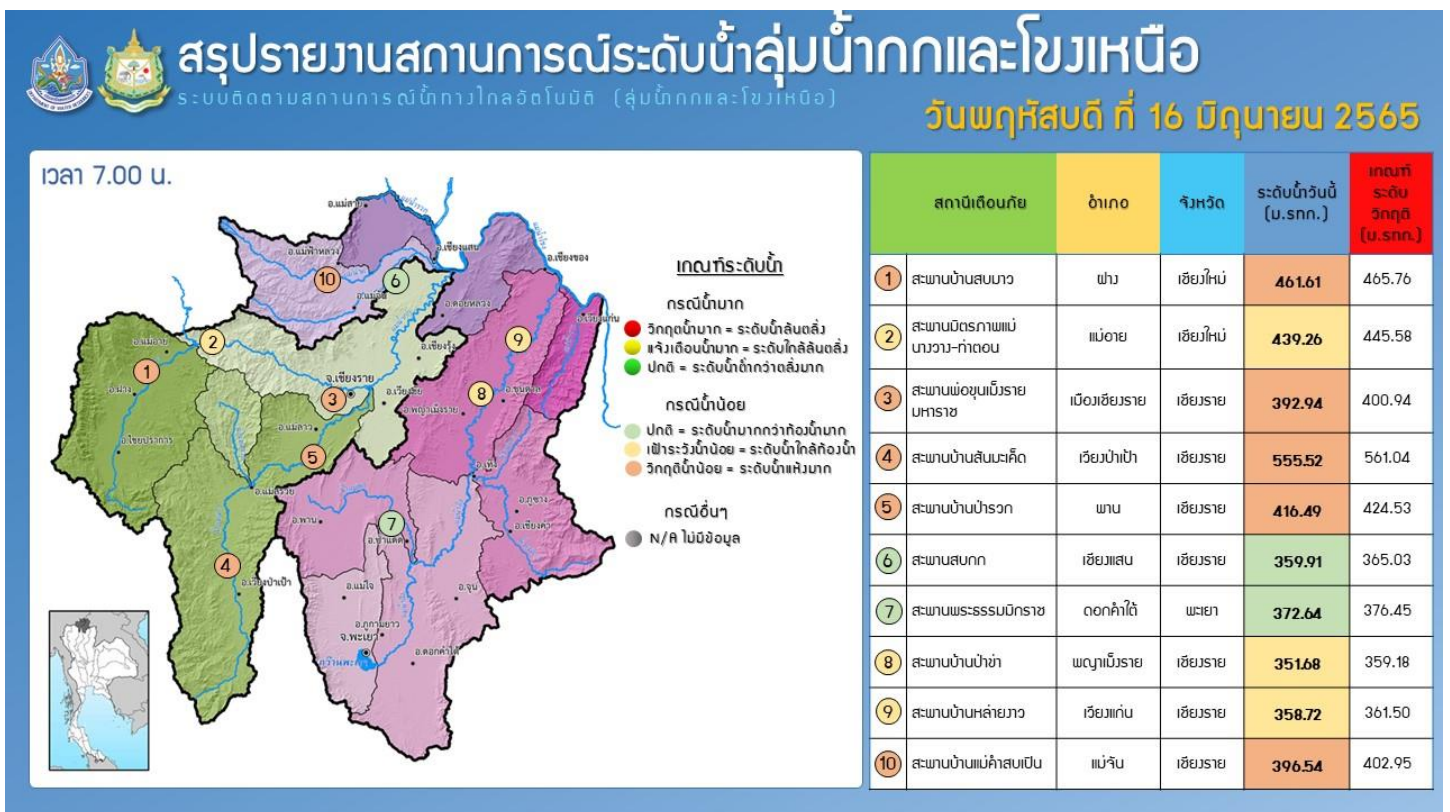 สรุปรายงานสถานการณ์ระดับน้ำลุ่มน้ำกกและโขงเหนือ
ระบบติดตามสถานการณ์น้ำทางไกลอัตโนมัติ (ลุ่มน้ำกกและโขงเหนือ)
วันพฤหัสบดี ที่ 16 มิถุนายน 2565
เวลา 7.00 น.
อ.แม่สาย
แม่น้ำรวก
อ.แม่ฟ้าหลวง
อ.เชียงแสน
แม่น้ำโขง
อ.เชียงของ
10
6
อ.แม่จัน
อ.ดอยหลวง
อ.เวียงแก่น
2
9
อ.แม่อาย
อ.เชียงรุ้ง
1
จ.เชียงราย
8
อ.ขุนตาล
อ.ฝาง
3
อ.เวียงชัย
อ.พญาเม็งราย
อ.ไชยปราการ
อ.แม่ลาว
5
อ.เทิง
อ.แม่สรวย
อ.ภูซาง
อ.พาน
7
อ.เชียงคำ
อ.ป่าแดด
4
อ.เวียงป่าเป้า
อ.แม่ใจ
อ.จุน
อ.ภูกามยาว
จ.พะเยา
กว๊านพะเยา
อ.ดอกคำใต้
เกณฑ์ระดับน้ำ
กรณีน้ำมาก
วิกฤตน้ำมาก = ระดับน้ำล้นตลิ่ง
แจ้งเตือนน้ำมาก = ระดับใกล้ล้นตลิ่ง
ปกติ = ระดับน้ำต่ำกว่าตลิ่งมาก
กรณีน้ำน้อย
ปกติ = ระดับน้ำมากกว่าท้องน้ำมาก
เฝ้าระวังน้ำน้อย = ระดับน้ำใกล้ท้องน้ำ
วิกฤติน้ำน้อย = ระดับน้ำแห้งมาก
กรณีอื่นๆ
N/A ไม่มีข้อมูล
สถานีเตือนภัย อำเภอ จังหวัด ระดับน้ำวันนี้ (ม.รทก.) เกณฑ์ระดับวิกฤติ (ม.รทก.)
1 สะพานบ้านสบมาว ฝาง เชียงใหม่ 461.61 465.76
2 สะพานมิตรภาพแม่นางวาง-ท่าตอน แม่อาย เชียงใหม่ 439.26 445.58
3 สะพานพ่อขุนเม็งรายมหาราช เมืองเชียงราย เชียงราย 392.94 400.94
4 สะพานบ้านสันมะเค็ด เวียงป่าเป้า เชียงราย 555.52 561.04
5 สะพานบ้านป่ารวก พาน เชียงราย 416.49 424.53
6 สะพานสบกก เชียงแสน เชียงราย 359.91 365.03
7 สะพานพระธรรมมิกราช ดอกคำใต้ พะเยา 372.64 376.45
8 สะพานบ้านป่าข่า พญาเม็งราย เชียงราย 351.68 359.18
9 สะพานบ้านหล่ายงาว เวียงแก่น เชียงราย 358.72 361.50
10 สะพานบ้านแม่คำสบเปิน แม่จัน เชียงราย 396.54 402.95